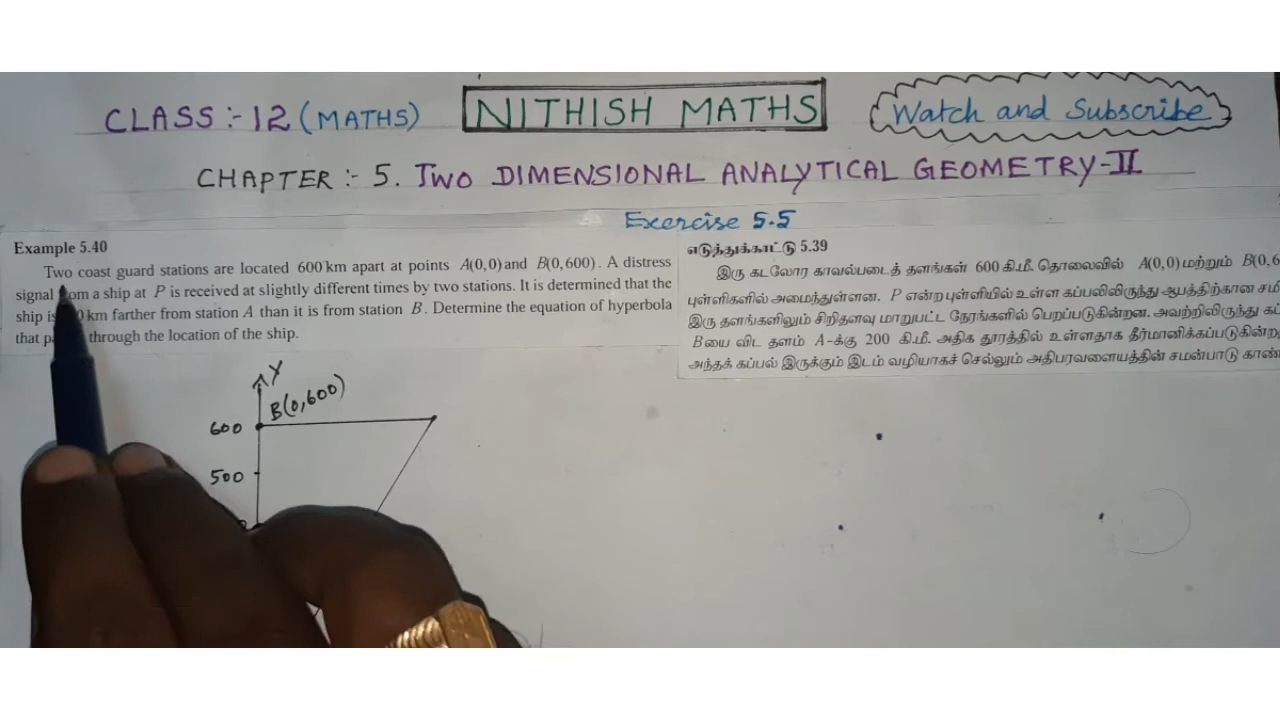 CLASS :- 12 (MATHS)
NITHISH MATHS
Watch and Subscribe
CHAPTER :- 5. TWO DIMENSIONAL ANALYTICAL GEOMETRY-II
Exercise 5.5
Example 5.40
Two coast guard stations are located 600 km apart at points A(0,0) and B(0,600). A distress
signal from a ship at P is received at slightly different times by two stations. It is determined that the
ship is km farther from station A than it is from station B. Determine the equation of hyperbola
that through the location of the ship.
எடுத்துக்காட்டு 5.39
இரு கடலோர காவல்படைத் தளங்கள் 600 கி.மீ. தொலைவில் A(0,0) மற்றும் B(0,6
புள்ளிகளில் அமைந்துள்ளன. P என்ற புள்ளியில் உள்ள கப்பலிலிருந்து ஆபத்திற்கான சமி
இரு தளங்களிலும் சிறிதளவு மாறுபட்ட நேரங்களில் பெறப்படுகின்றன. அவற்றிலிருந்து கப்
Bயை விட தளம் A-க்கு 200 கி.மீ. அதிக தூரத்தில் உள்ளதாக தீர்மானிக்கப்படுகின்ற
அந்தக் கப்பல் இருக்கும் இடம் வழியாகச் செல்லும் அதிபரவளையத்தின் சமன்பாடு காண்
B(0,600)
600
500